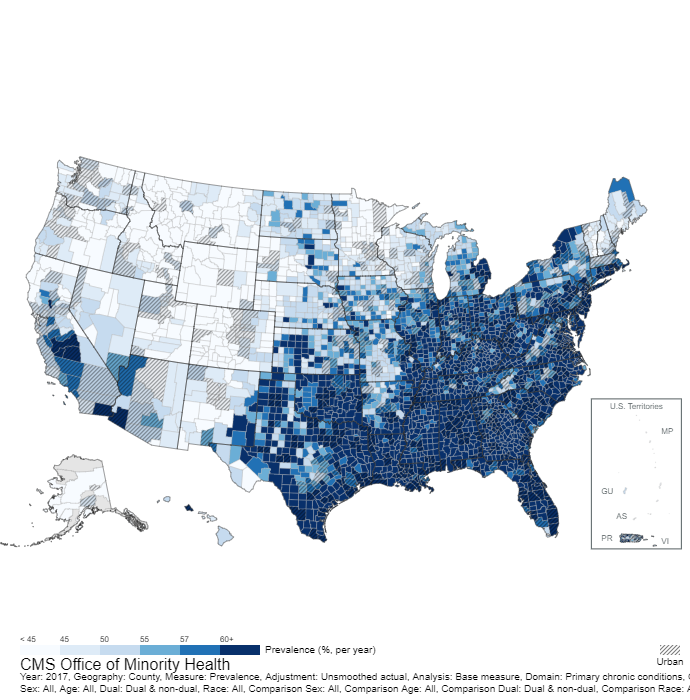 U.S. Territories
MP
GU
AS
PR
VI
< 45 45 50 55 57 60+
Prevalence (%, per year)
Urban
CMS Office of Minority Health
Year: 2017, Geography: County, Measure: Prevalence, Adjustment: Unsmoothed actual, Analysis: Base measure, Domain: Primary chronic conditions,
Sex: All, Age: All, Dual: Dual & non-dual, Race: All, Comparison Sex: All, Comparison Age: All, Comparison Dual: Dual & non-dual, Comparison Race: